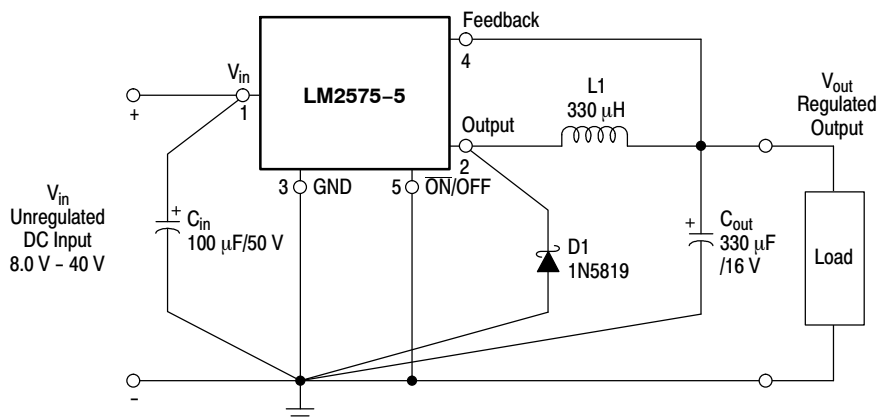 Feedback
4
V_in
1
LM2575-5
+
L1
330 μH
V_out
Regulated
Output
Output
2
3 GND
5 O̅N̅/OFF
V_in
Unregulated
DC Input
8.0 V - 40 V
+
C_in
100 μF/50 V
D1
1N5819
+
C_out
330 μF
/16 V
Load
-